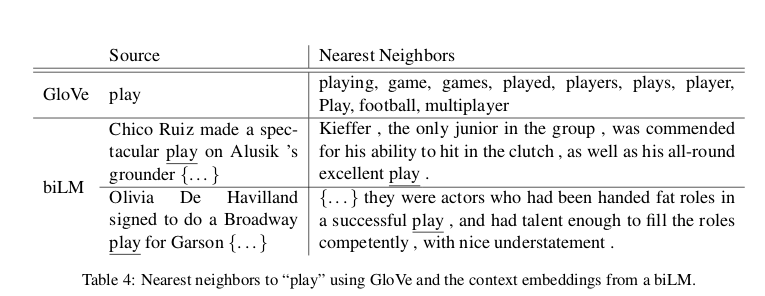 Source Nearest Neighbors
GloVe play playing, game, games, played, players, plays, player,
Play, football, multiplayer
biLM
Chico Ruiz made a spec-
tacular play on Alusik 's
grounder {...}
Kieffer , the only junior in the group , was commended
for his ability to hit in the clutch , as well as his all-round
excellent play .
Olivia De Havilland
signed to do a Broadway
play for Garson {...}
{...} they were actors who had been handed fat roles in
a successful play , and had talent enough to fill the roles
competently , with nice understatement .
Table 4: Nearest neighbors to “play” using GloVe and the context embeddings from a biLM.